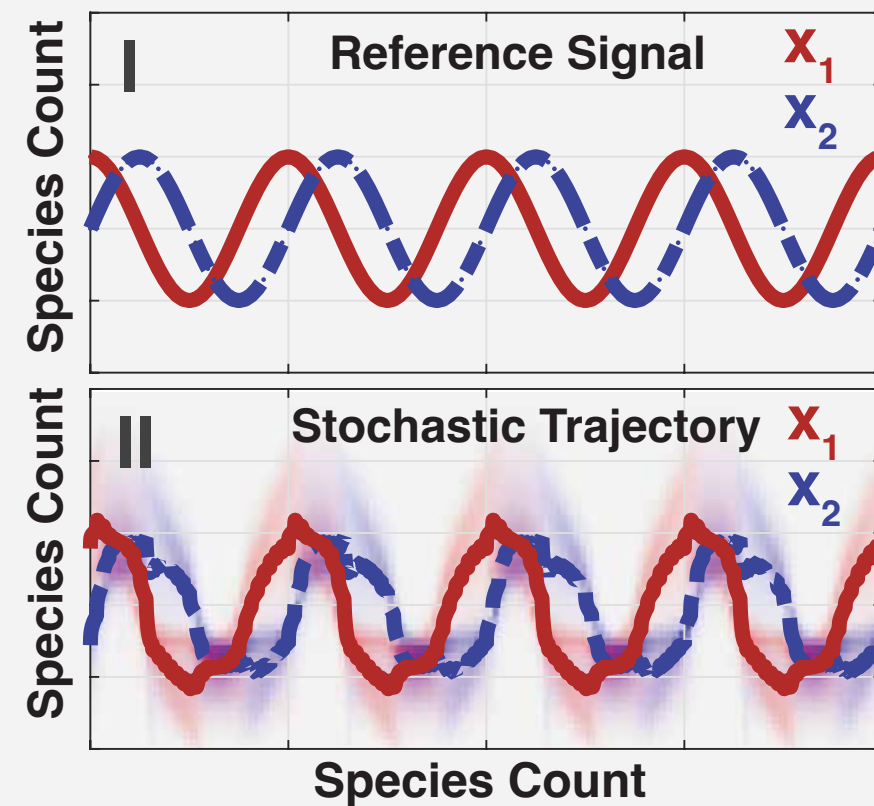 Species Count
I
Reference Signal
x1
x2
Species Count
II
Stochastic Trajectory
x1
x2
Species Count